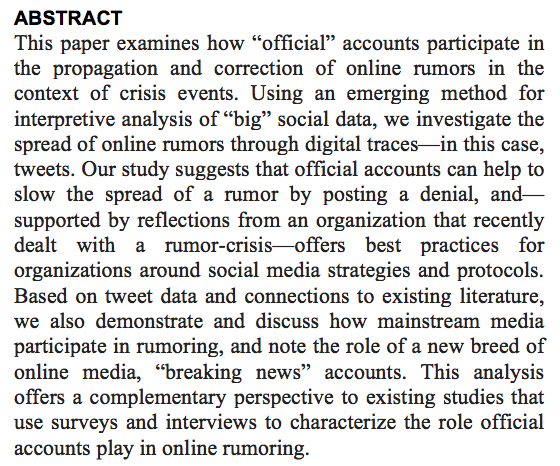 ABSTRACT
This paper examines how “official” accounts participate in
the propagation and correction of online rumors in the
context of crisis events. Using an emerging method for
interpretive analysis of “big” social data, we investigate the
spread of online rumors through digital traces—in this case,
tweets. Our study suggests that official accounts can help to
slow the spread of a rumor by posting a denial, and—
supported by reflections from an organization that recently
dealt with a rumor-crisis—offers best practices for
organizations around social media strategies and protocols.
Based on tweet data and connections to existing literature,
we also demonstrate and discuss how mainstream media
participate in rumoring, and note the role of a new breed of
online media, “breaking news” accounts. This analysis
offers a complementary perspective to existing studies that
use surveys and interviews to characterize the role official
accounts play in online rumoring.